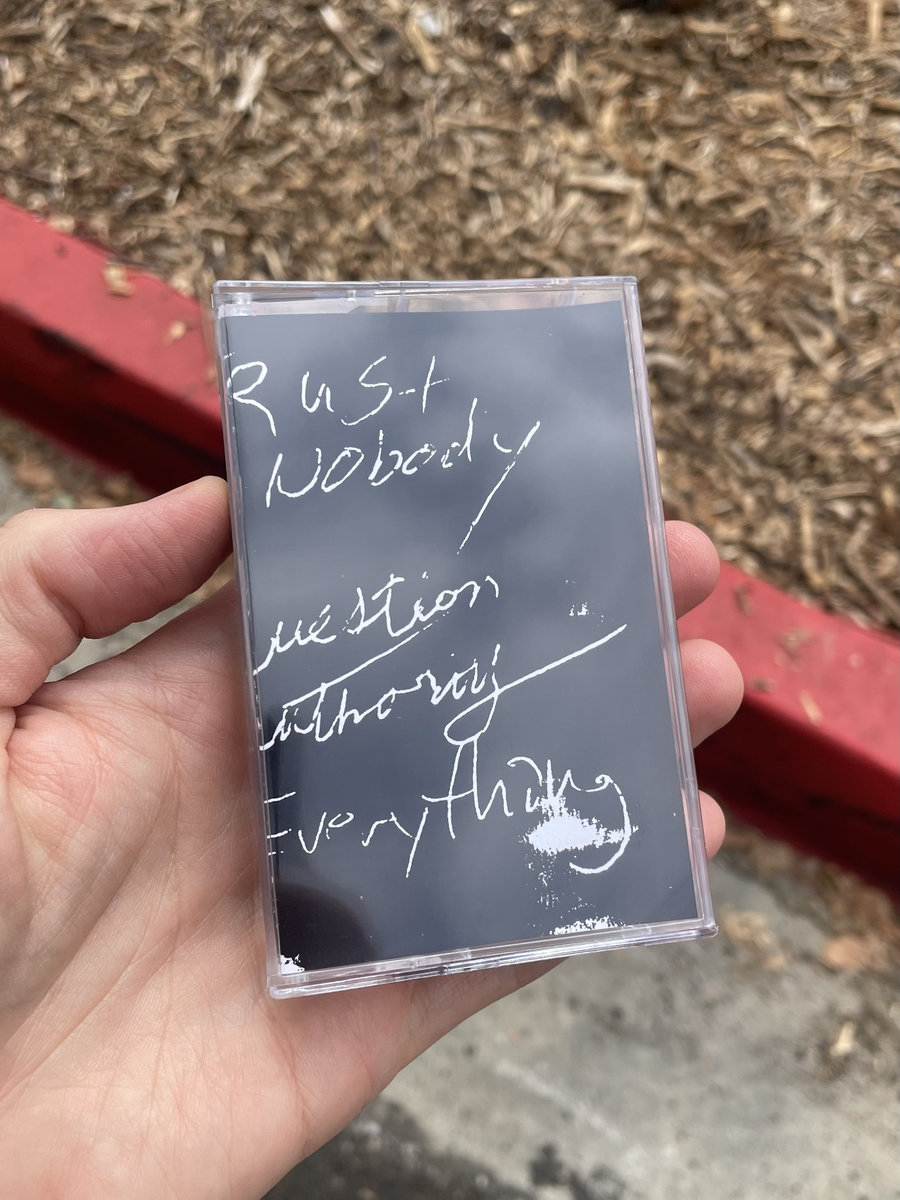 Rust
Nobody
uestion
uthority
Everything